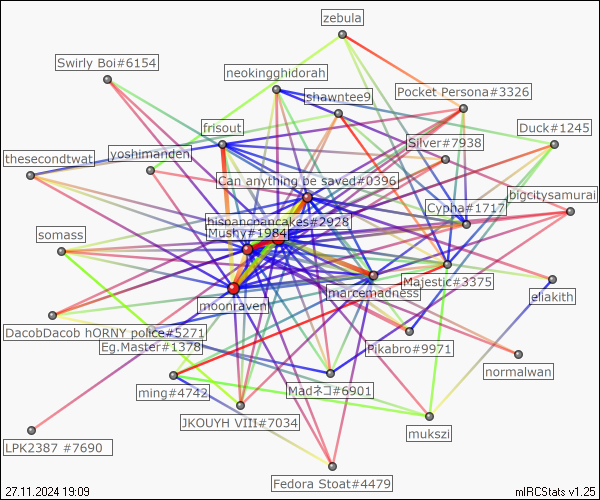 zebula
Swirly Boi#6154
neokingghidorah
Pocket Persona#3326
shawntee9
frisout
Duck#1245
Silver#7938
thesecondtwat
yoshimanden
Can anything be saved#0396
bigcitysamurai
Cypha#1717
hispancpancakes#2928
Mushy#1984
somass
Majestic#3375
marcemadness
eliakith
moonraven
DacobDacob hORNY police#5271
Eg.Master#1378
Pikabro#9971
normalwan
ming#4742
Madネコ#6901
JKOUYH VIII#7034
mukszi
LPK2387 #7690
Fedora Stoat#4479
27.11.2024 19:09
mIRCStats v1.25